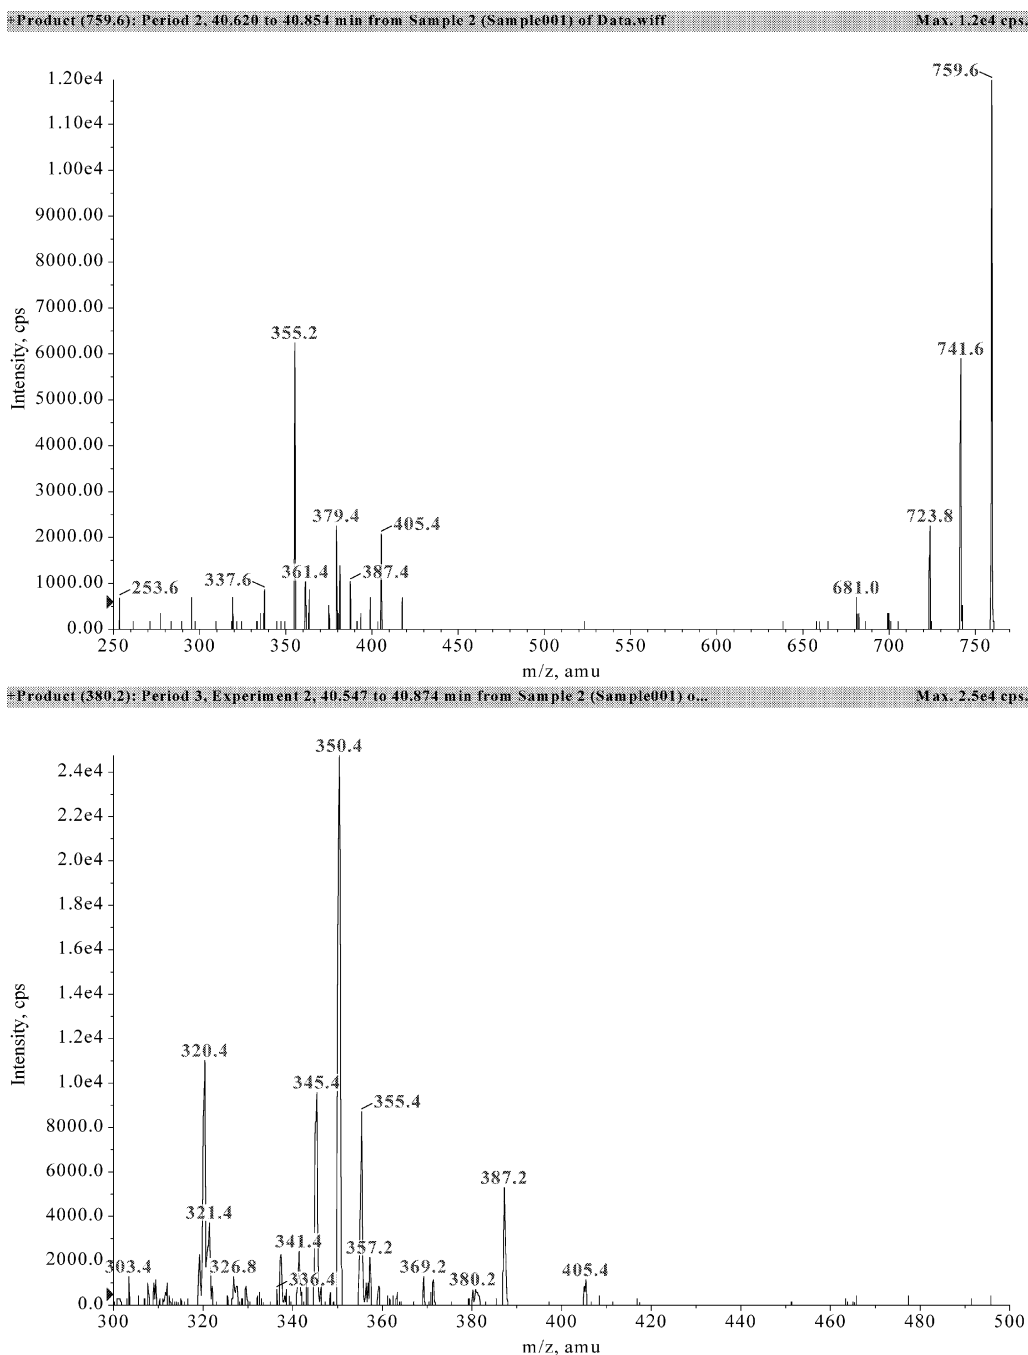 +Product (759.6): Period 2, 40.620 to 40.854 min from Sample 2 (Sample001) of Data.wiff Max. 1.2e4 cps.
759.6
1.20e4
1.10e4
1.00e4
9000.00
8000.00
7000.00
355.2
741.6
6000.00
5000.00
4000.00
3000.00
379.4
405.4
723.8
2000.00
1000.00
253.6
337.6
361.4
387.4
681.0
0.00
Intensity, cps
250 300 350 400 450 500 550 600 650 700 750
m/z, amu
+Product (380.2): Period 3, Experiment 2, 40.547 to 40.874 min from Sample 2 (Sample001) o... Max. 2.5e4 cps.
350.4
2.4e4
2.2e4
2.0e4
1.8e4
1.6e4
1.4e4
1.2e4
320.4
1.0e4
345.4
355.4
8000.0
6000.0
387.2
4000.0
321.4
341.4
357.2
2000.0
303.4
326.8
336.4
369.2
380.2
405.4
0.0
Intensity, cps
300 320 340 360 380 400 420 440 460 480 500
m/z, amu